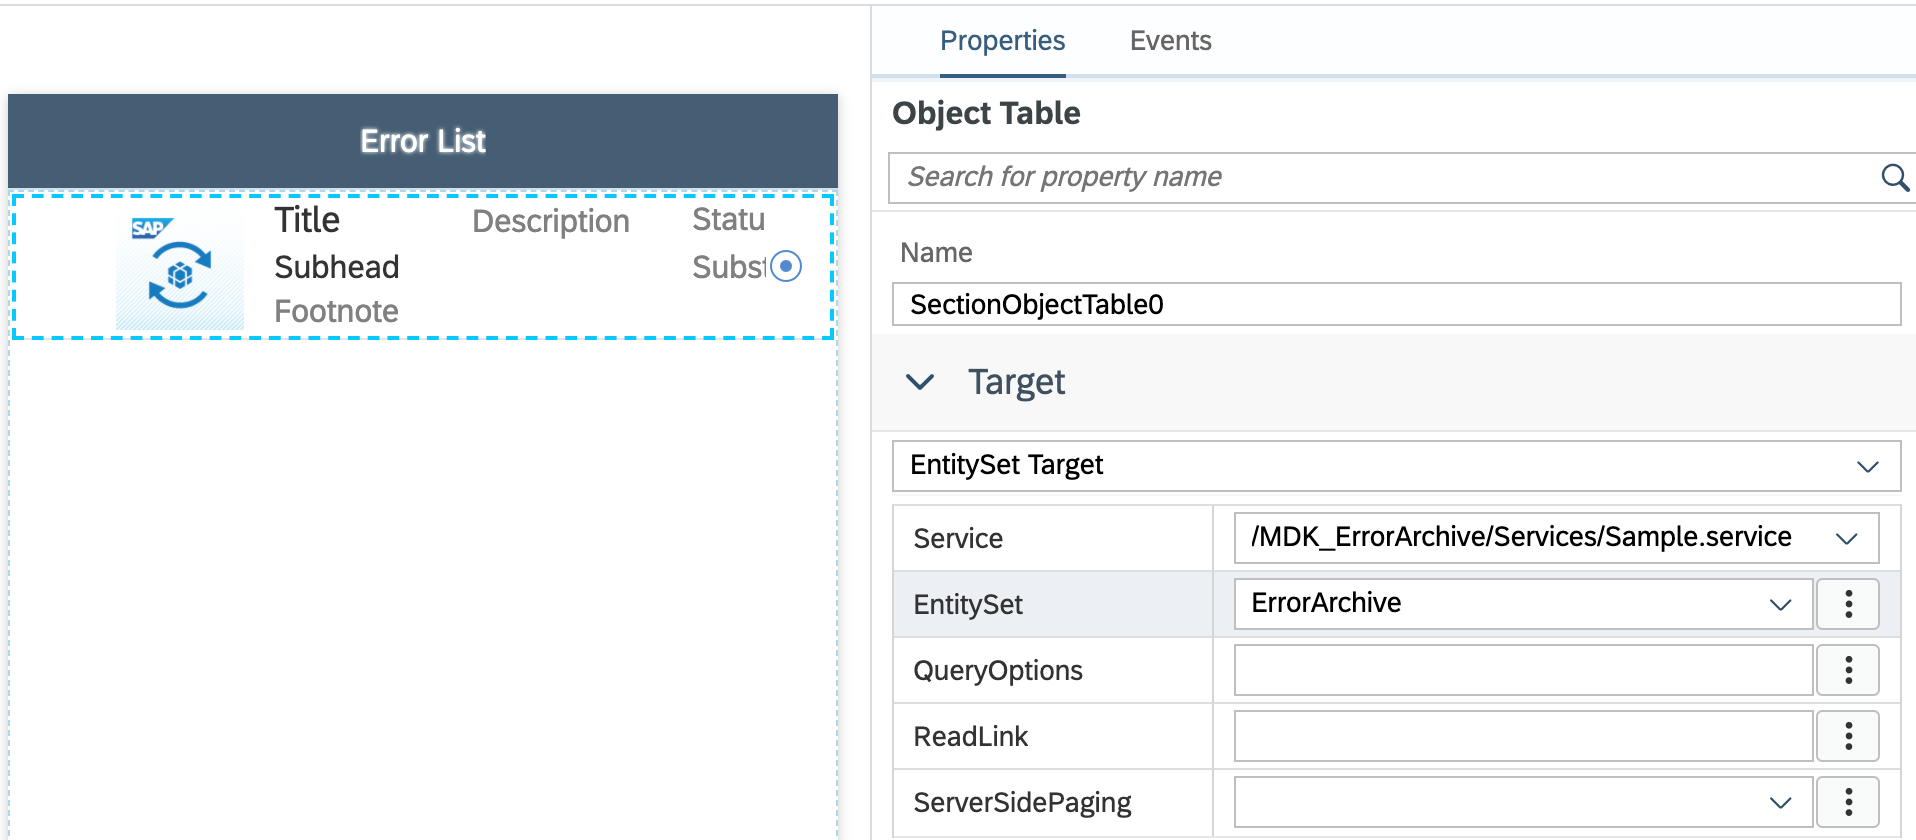 Properties
Events
Error List
SAP
Title
Description
Statu
Subhead
Subst
Footnote
Object Table
Search for property name
Name
SectionObjectTable0
Target
EntitySet Target
Service
/MDK_ErrorArchive/Services/Sample.service
EntitySet
ErrorArchive
QueryOptions
ReadLink
ServerSidePaging